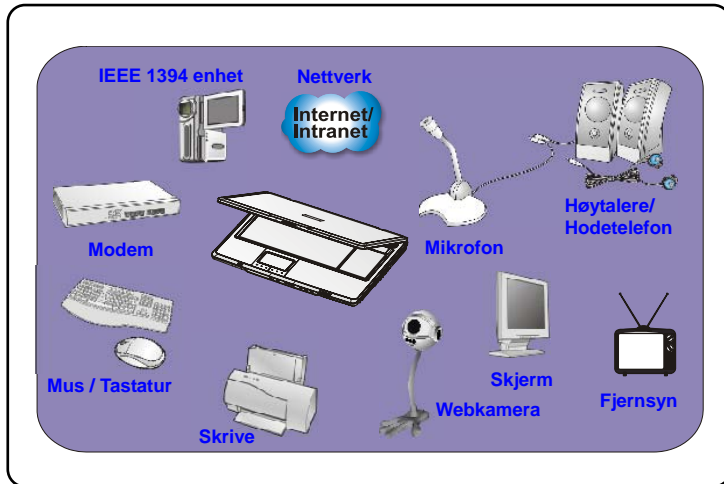 IEEE 1394 enhet
Nettverk
Internet/
Intranet
Modem
Mikrofon
Høytalere/
Hodetelefon
Mus / Tastatur
Skrive
Webkamera
Skjerm
Fjernsyn